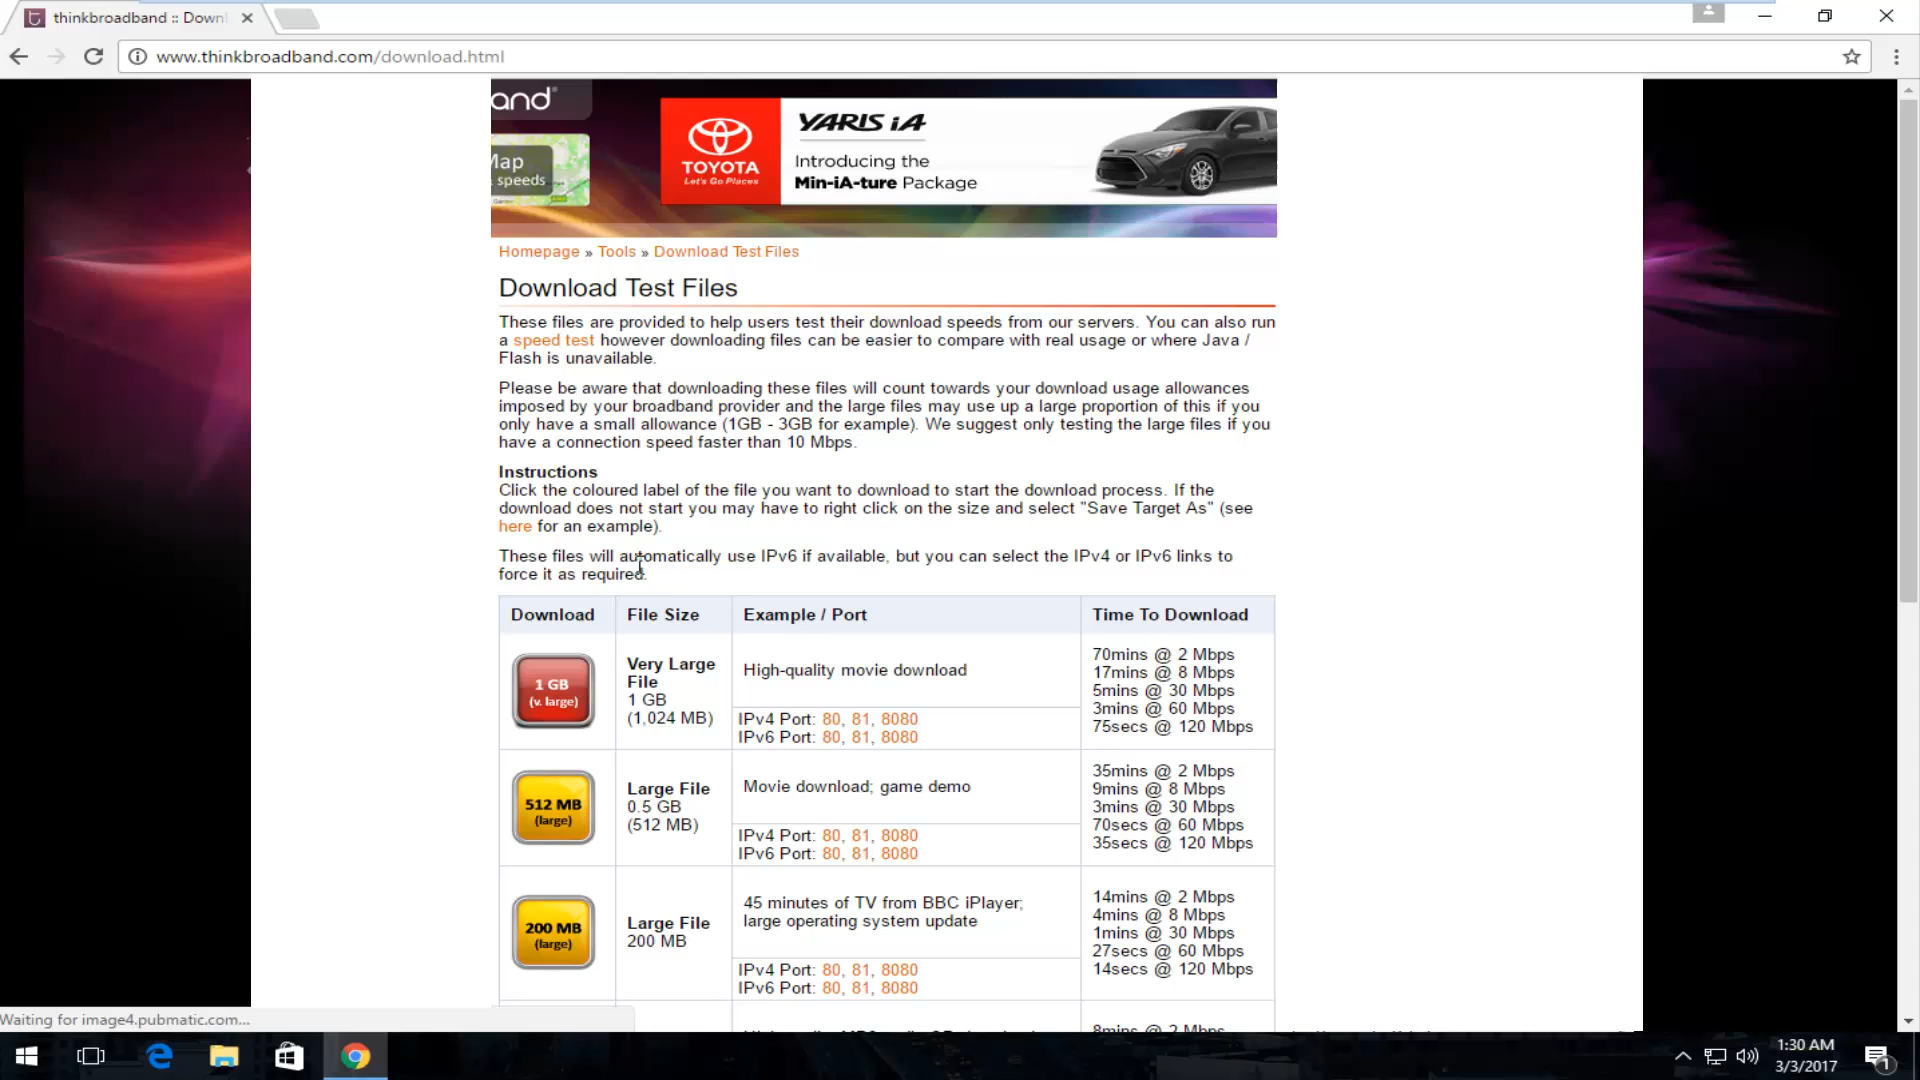 thinkbroadband :: Down
www.thinkbroadband.com/download.html
and
Map
speeds
TOYOTA
Let's Go Places
YARIS iA
Introducing the
Min-iA-ture Package
Homepage » Tools » Download Test Files
Download Test Files
These files are provided to help users test their download speeds from our servers. You can also run
a speed test however downloading files can be easier to compare with real usage or where Java /
Flash is unavailable.
Please be aware that downloading these files will count towards your download usage allowances
imposed by your broadband provider and the large files may use up a large proportion of this if you
only have a small allowance (1GB - 3GB for example). We suggest only testing the large files if you
have a connection speed faster than 10 Mbps.
Instructions
Click the coloured label of the file you want to download to start the download process. If the
download does not start you may have to right click on the size and select "Save Target As" (see
here for an example).
These files will automatically use IPv6 if available, but you can select the IPv4 or IPv6 links to
force it as required.
Download File Size Example / Port Time To Download
1 GB
(v. large)
Very Large
File
1 GB
(1,024 MB)
High-quality movie download
IPv4 Port: 80, 81, 8080
IPv6 Port: 80, 81, 8080
70mins @ 2 Mbps
17mins @ 8 Mbps
5mins @ 30 Mbps
3mins @ 60 Mbps
75secs @ 120 Mbps
512 MB
(large)
Large File
0.5 GB
(512 MB)
Movie download; game demo
IPv4 Port: 80, 81, 8080
IPv6 Port: 80, 81, 8080
35mins @ 2 Mbps
9mins @ 8 Mbps
3mins @ 30 Mbps
70secs @ 60 Mbps
35secs @ 120 Mbps
200 MB
(large)
Large File
200 MB
45 minutes of TV from BBC iPlayer;
large operating system update
IPv4 Port: 80, 81, 8080
IPv6 Port: 80, 81, 8080
14mins @ 2 Mbps
4mins @ 8 Mbps
1mins @ 30 Mbps
27secs @ 60 Mbps
14secs @ 120 Mbps
8mins @ 2 Mbps
Waiting for image4.pubmatic.com...
1:30 AM
3/3/2017
1